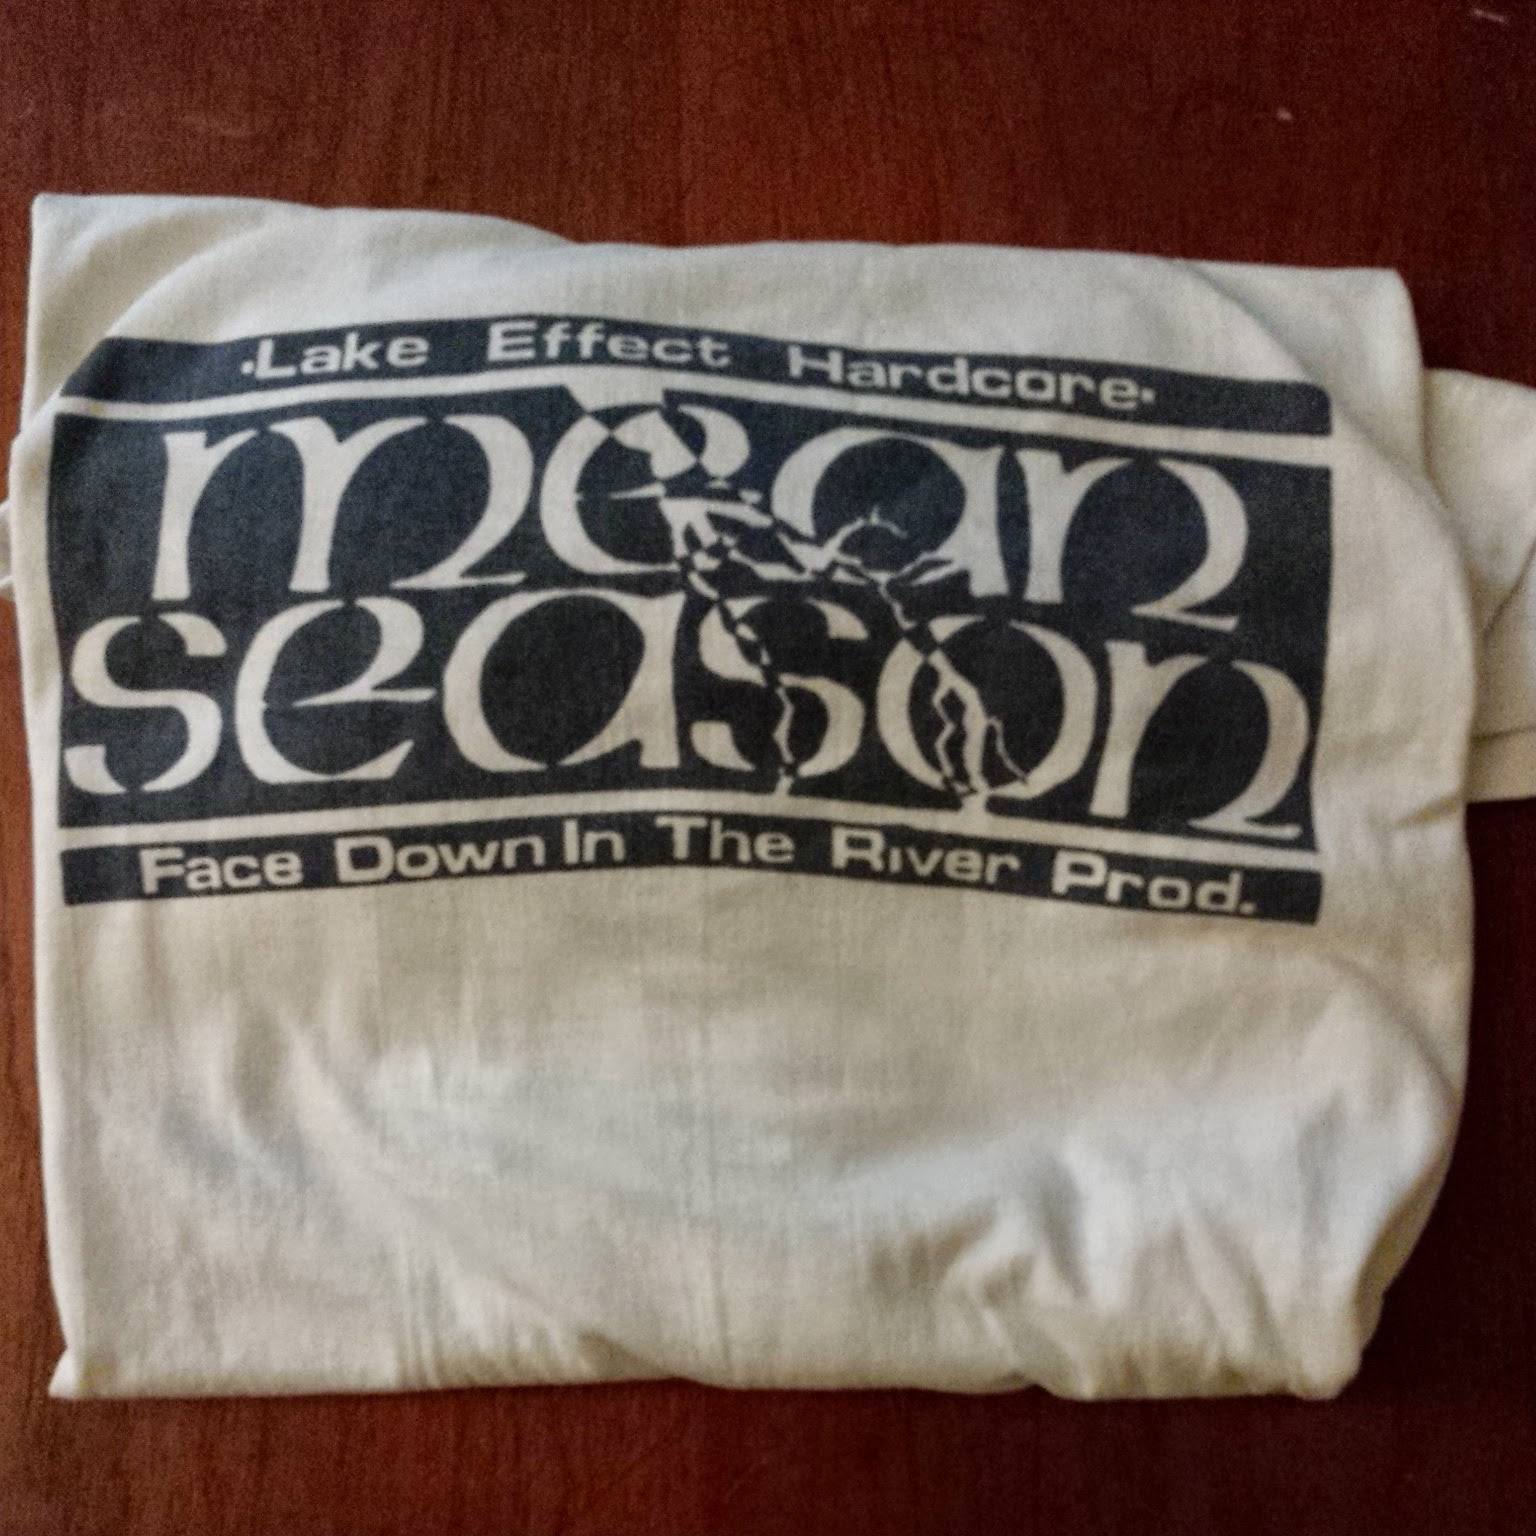 ·Lake Effect Hardcore·
mean
season
Face Down In The River Prod.